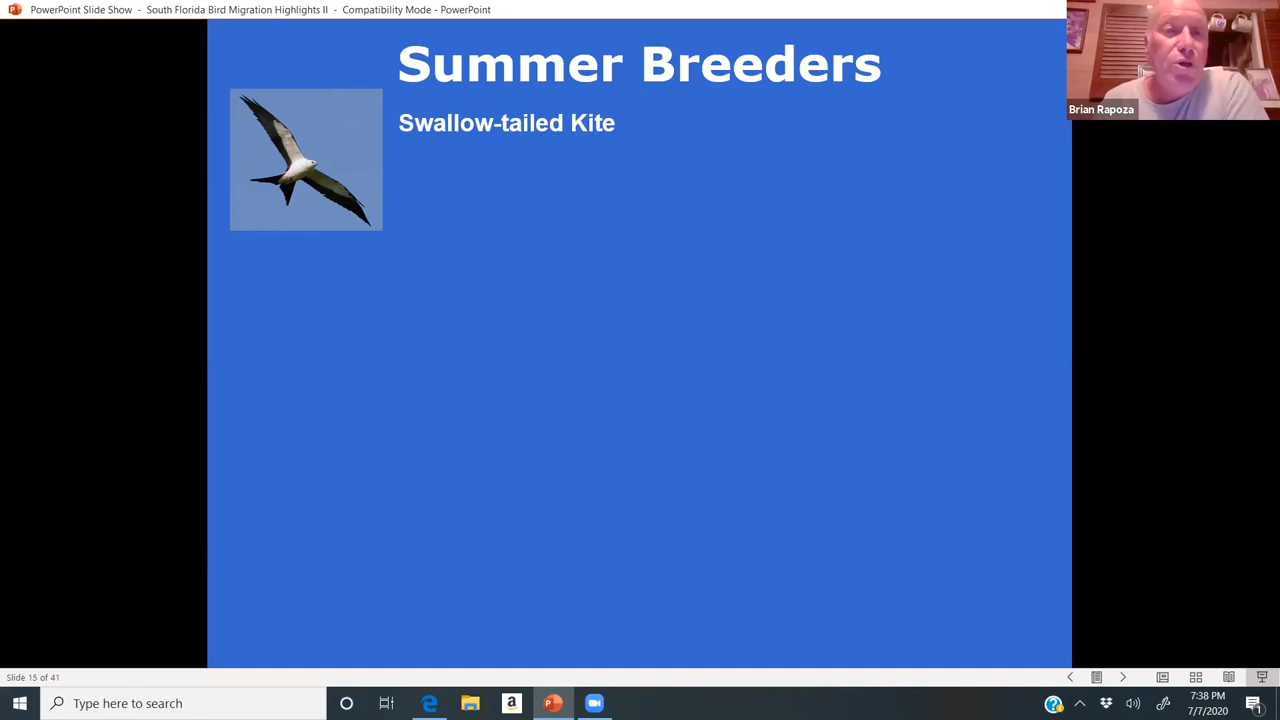 PowerPoint Slide Show - South Florida Bird Migration Highlights II - Compatibility Mode - PowerPoint
Summer Breeders
Swallow-tailed Kite
Brian Rapoza
Slide 15 of 41
Type here to search
7:38 PM
7/7/2020